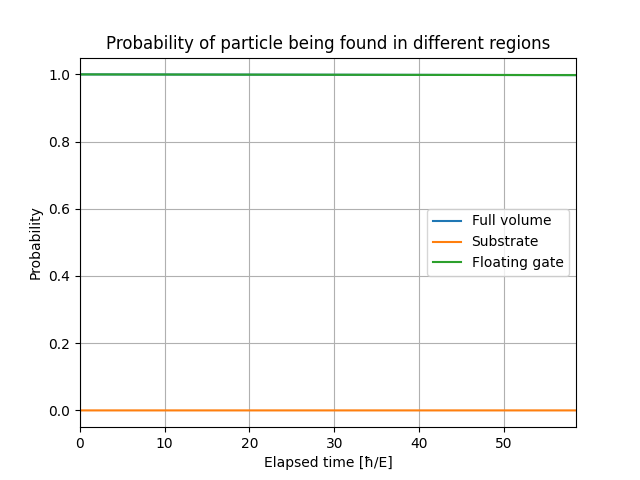 Probability of particle being found in different regions
Probability
1.0
0.8
0.6
0.4
0.2
0.0
Full volume
Substrate
Floating gate
0 10 20 30 40 50
Elapsed time [ħ/E]